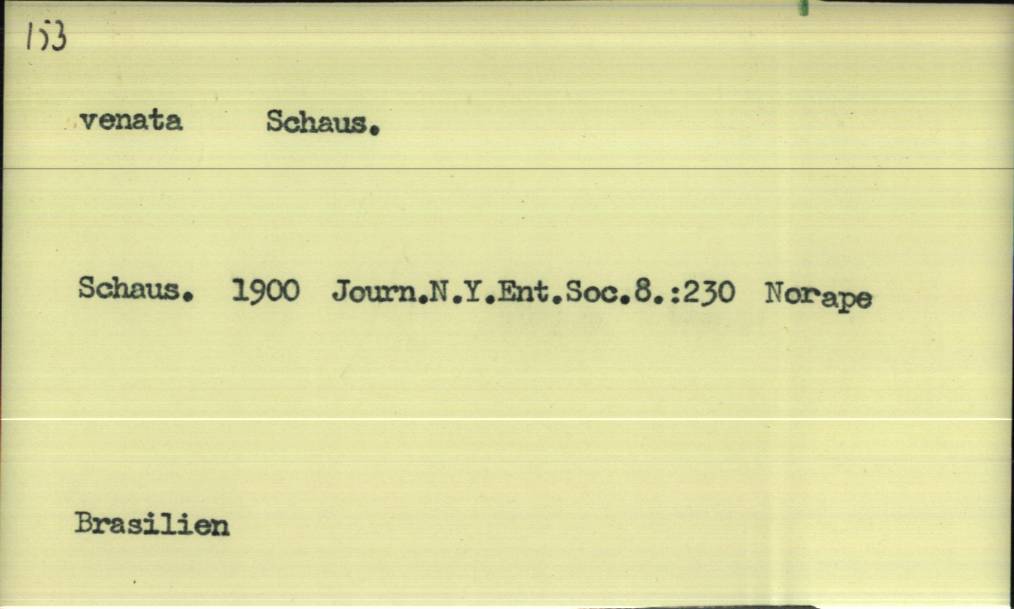 153
venata Schaus.
Schaus. 1900 Journ.N.Y.Ent.Soc.8.:230 Norape
Brasilien